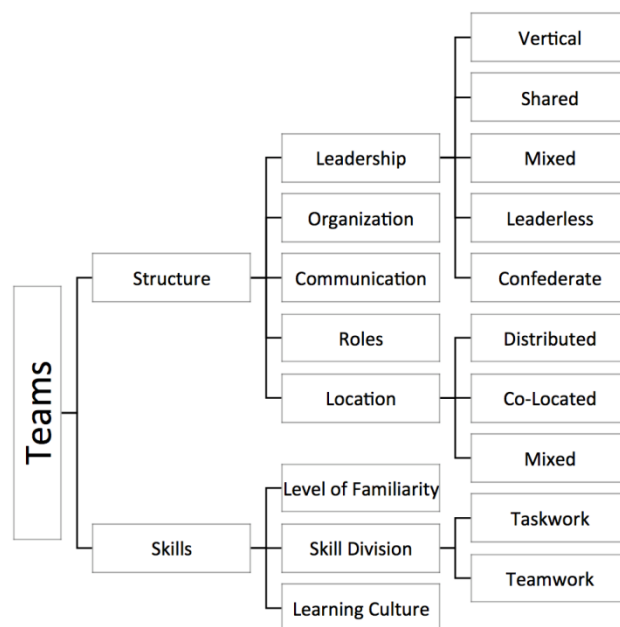 Teams
Structure
Leadership
Vertical
Shared
Mixed
Leaderless
Confederate
Organization
Communication
Roles
Location
Distributed
Co-Located
Mixed
Skills
Level of Familiarity
Skill Division
Taskwork
Teamwork
Learning Culture